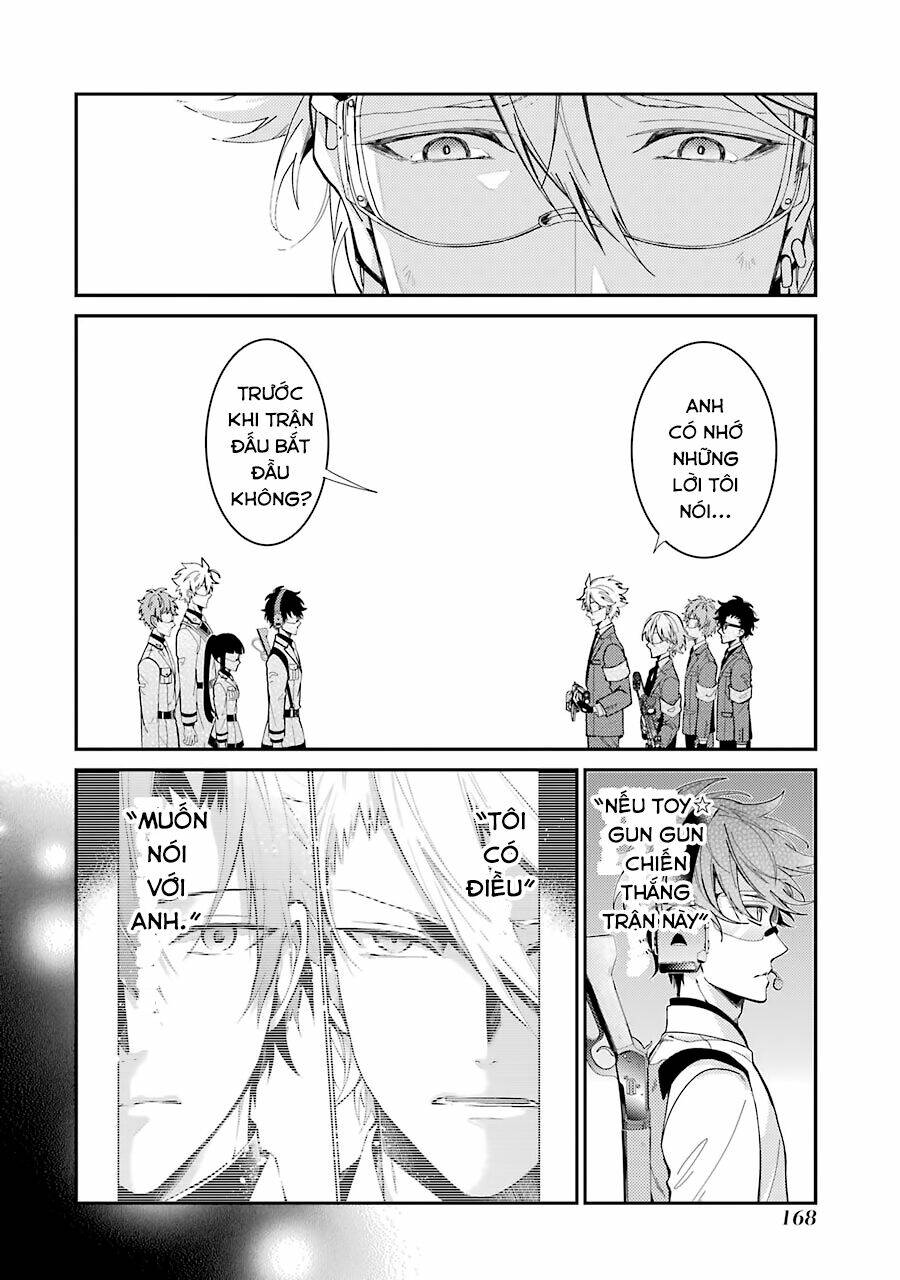 ANH
CÓ NHỚ
NHỮNG
LỜI TÔI
NÓI...
TRƯỚC
KHI TRẬN
ĐẤU BẮT
ĐẦU
KHÔNG?
"NẾU TOY☆
GUN GUN
CHIẾN
THẮNG
TRẬN NÀY"
"TÔI
CÓ
ĐIỀU"
"MUỐN
NÓI
VỚI
ANH."
168